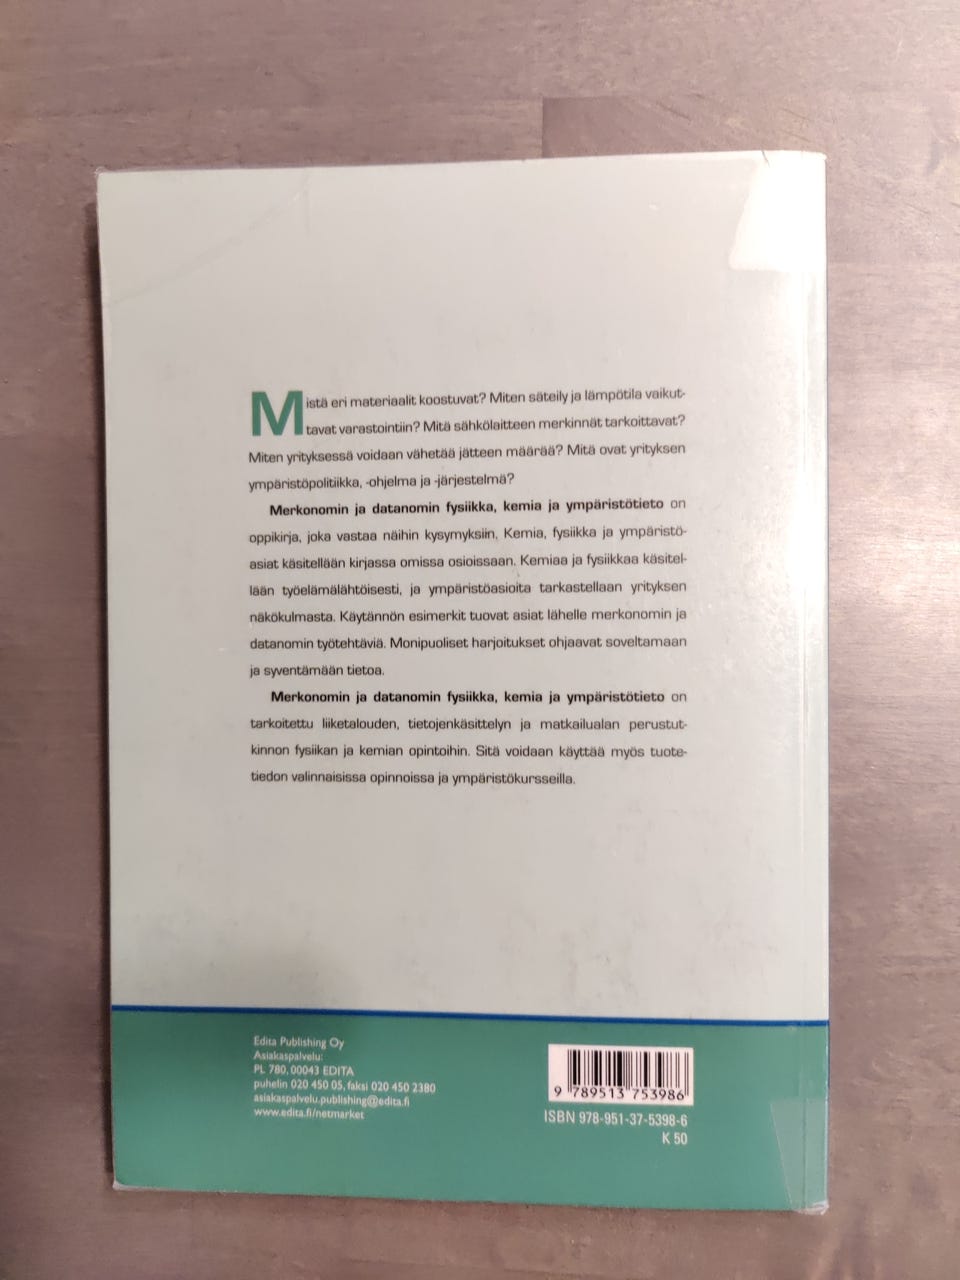 Mistä eri materiaalit koostuvat? Miten säteily ja lämpötila vaikut-
tavat varastointiin? Mitä sähkölaitteen merkinnät tarkoittavat?
Miten yrityksessä voidaan vähetää jätteen määrää? Mitä ovat yrityksen
ympäristöpolitiikka, -ohjelma ja -järjestelmä?
Merkonomin ja datanomin fysiikka, kemia ja ympäristötieto on
oppikirja, joka vastaa näihin kysymyksiin. Kemia, fysiikka ja ympäristö-
asiat käsitellään kirjassa omissa osioissaan. Kemiaa ja fysiikkaa käsitel-
lään työelämälähtöisesti, ja ympäristöasioita tarkastellaan yrityksen
näkökulmasta. Käytännön esimerkit tuovat asiat lähelle merkonomin ja
datanomin työtehtäviä. Monipuoliset harjoitukset ohjaavat soveltamaan
ja syventämään tietoa.
Merkonomin ja datanomin fysiikka, kemia ja ympäristötieto on
tarkoitettu liiketalouden, tietojenkäsittelyn ja matkailualan perustut-
kinnon fysiikan ja kemian opintoihin. Sitä voidaan käyttää myös tuote-
tiedon valinnaisissa opinnoissa ja ympäristökursseilla.
Edita Publishing Oy
Asiakaspalvelu:
PL 780, 00043 EDITA
puhelin 020 450 05, faksi 020 450 2380
asiakaspalvelu.publishing@edita.fi
www.edita.fi/netmarket
9 789513 753986
ISBN 978-951-37-5398-6
K 50